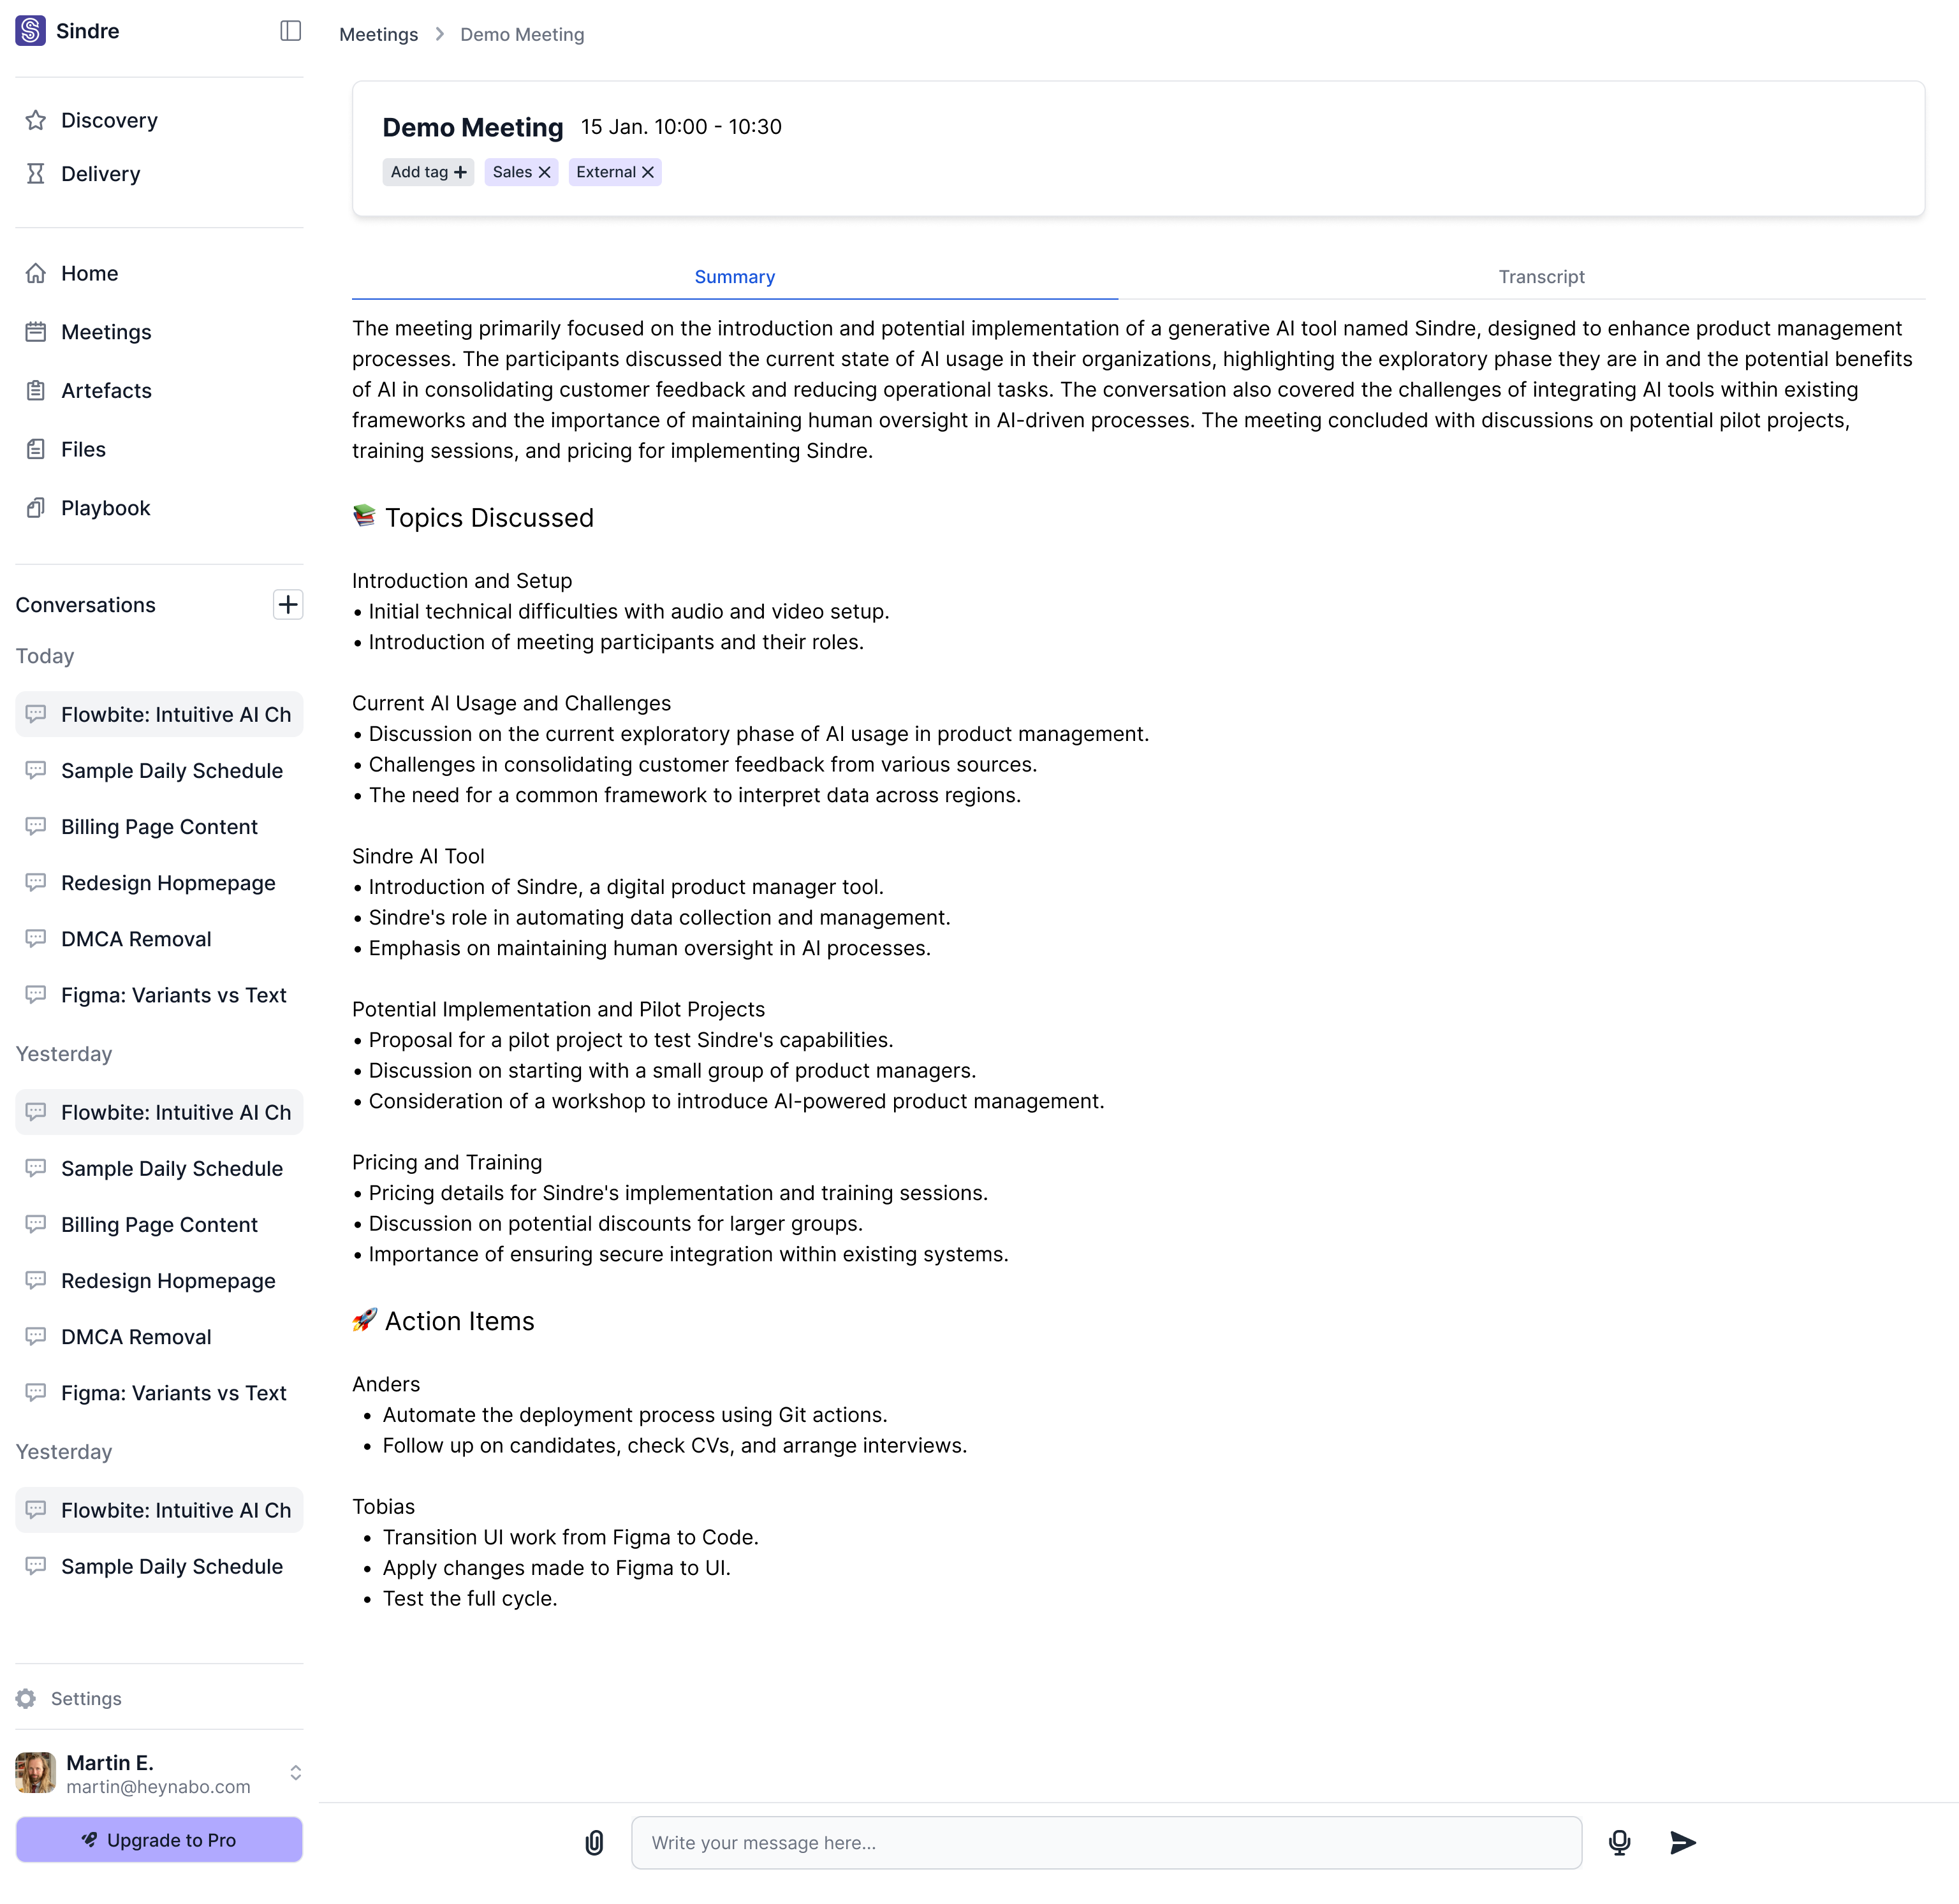 Sindre
Discovery
Delivery
Home
Meetings
Artefacts
Files
Playbook
Conversations
Today
Flowbite: Intuitive AI Ch
Sample Daily Schedule
Billing Page Content
Redesign Hopmepage
DMCA Removal
Figma: Variants vs Text
Yesterday
Flowbite: Intuitive AI Ch
Sample Daily Schedule
Billing Page Content
Redesign Hopmepage
DMCA Removal
Figma: Variants vs Text
Yesterday
Flowbite: Intuitive AI Ch
Sample Daily Schedule
Settings
Martin E.
martin@heynabo.com
Upgrade to Pro
Meetings > Demo Meeting
Demo Meeting 15 Jan. 10:00 - 10:30
Add tag + Sales × External ×
Summary Transcript
The meeting primarily focused on the introduction and potential implementation of a generative AI tool named Sindre, designed to enhance product management
processes. The participants discussed the current state of AI usage in their organizations, highlighting the exploratory phase they are in and the potential benefits
of AI in consolidating customer feedback and reducing operational tasks. The conversation also covered the challenges of integrating AI tools within existing
frameworks and the importance of maintaining human oversight in AI-driven processes. The meeting concluded with discussions on potential pilot projects,
training sessions, and pricing for implementing Sindre.
📚 Topics Discussed
Introduction and Setup
• Initial technical difficulties with audio and video setup.
• Introduction of meeting participants and their roles.
Current AI Usage and Challenges
• Discussion on the current exploratory phase of AI usage in product management.
• Challenges in consolidating customer feedback from various sources.
• The need for a common framework to interpret data across regions.
Sindre AI Tool
• Introduction of Sindre, a digital product manager tool.
• Sindre's role in automating data collection and management.
• Emphasis on maintaining human oversight in AI processes.
Potential Implementation and Pilot Projects
• Proposal for a pilot project to test Sindre's capabilities.
• Discussion on starting with a small group of product managers.
• Consideration of a workshop to introduce AI-powered product management.
Pricing and Training
• Pricing details for Sindre's implementation and training sessions.
• Discussion on potential discounts for larger groups.
• Importance of ensuring secure integration within existing systems.
🚀 Action Items
Anders
• Automate the deployment process using Git actions.
• Follow up on candidates, check CVs, and arrange interviews.
Tobias
• Transition UI work from Figma to Code.
• Apply changes made to Figma to UI.
• Test the full cycle.
Write your message here...